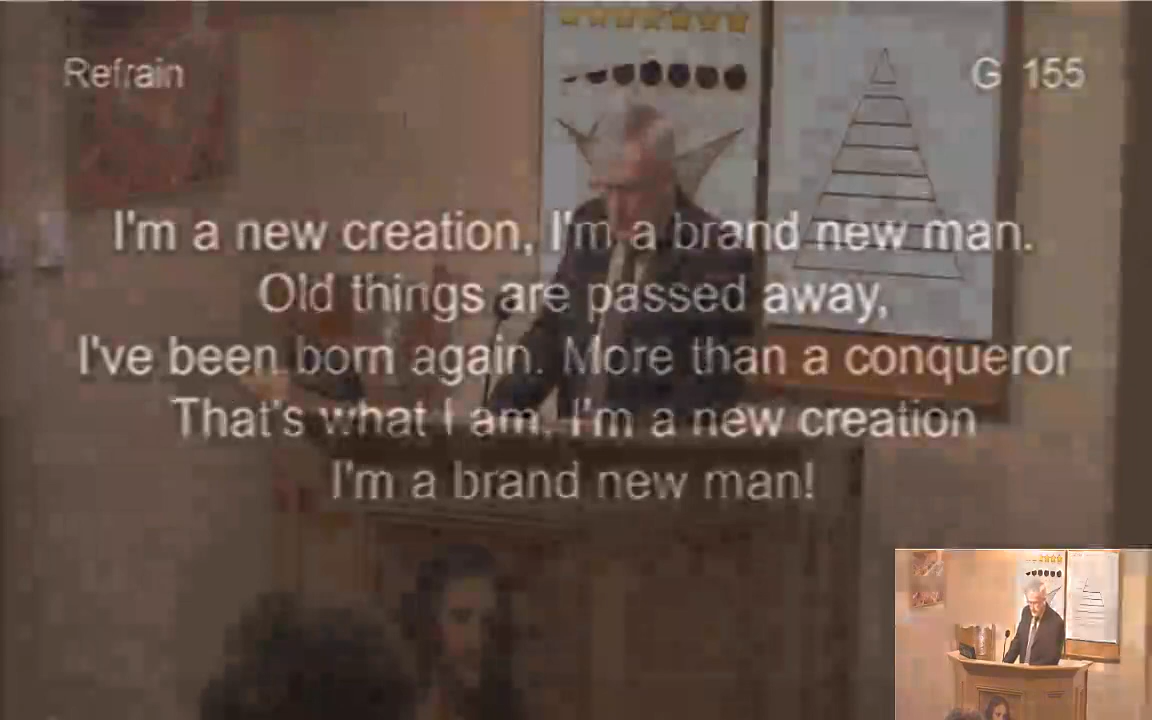 Refrain G 155
I'm a new creation, I'm a brand new man.
Old things are passed away,
I've been born again. More than a conqueror
That's what I am, I'm a new creation
I'm a brand new man!